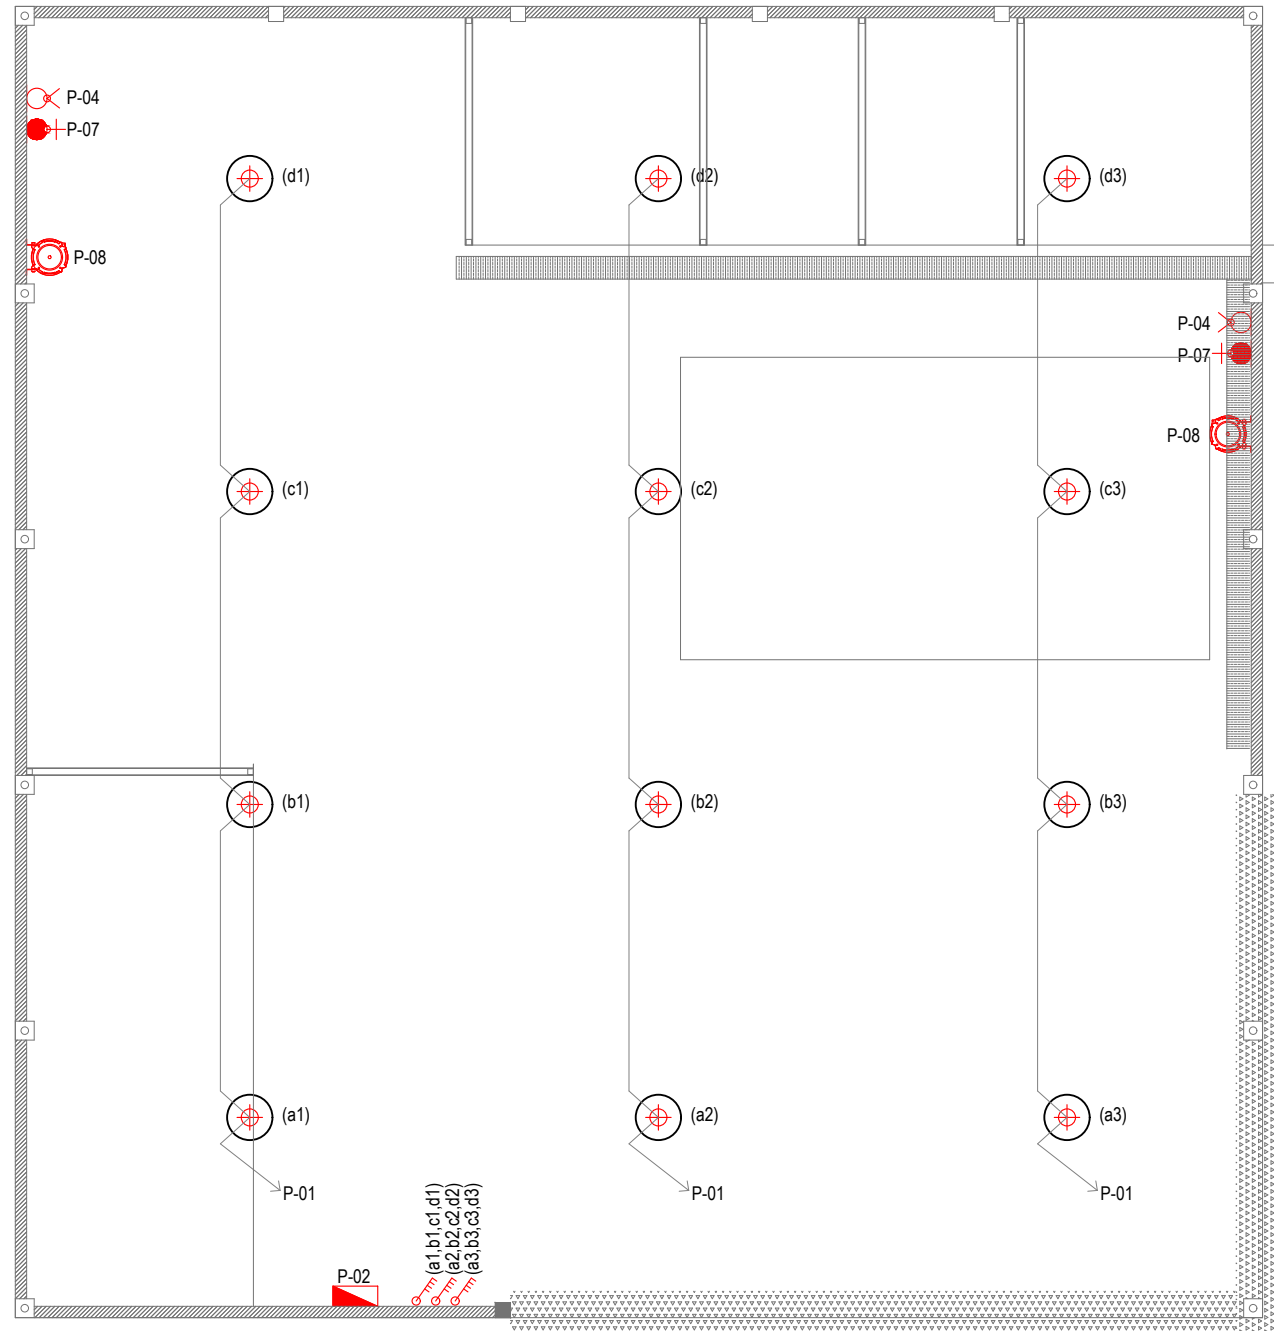 P-04
P-07
(d1)
(d2)
(d3)
P-08
P-04
P-07
P-08
(c1)
(c2)
(c3)
(b1)
(b2)
(b3)
(a1)
(a2)
(a3)
P-01
P-01
P-01
(a1,b1,c1,d1)
(a2,b2,c2,d2)
(a3,b3,c3,d3)
P-02